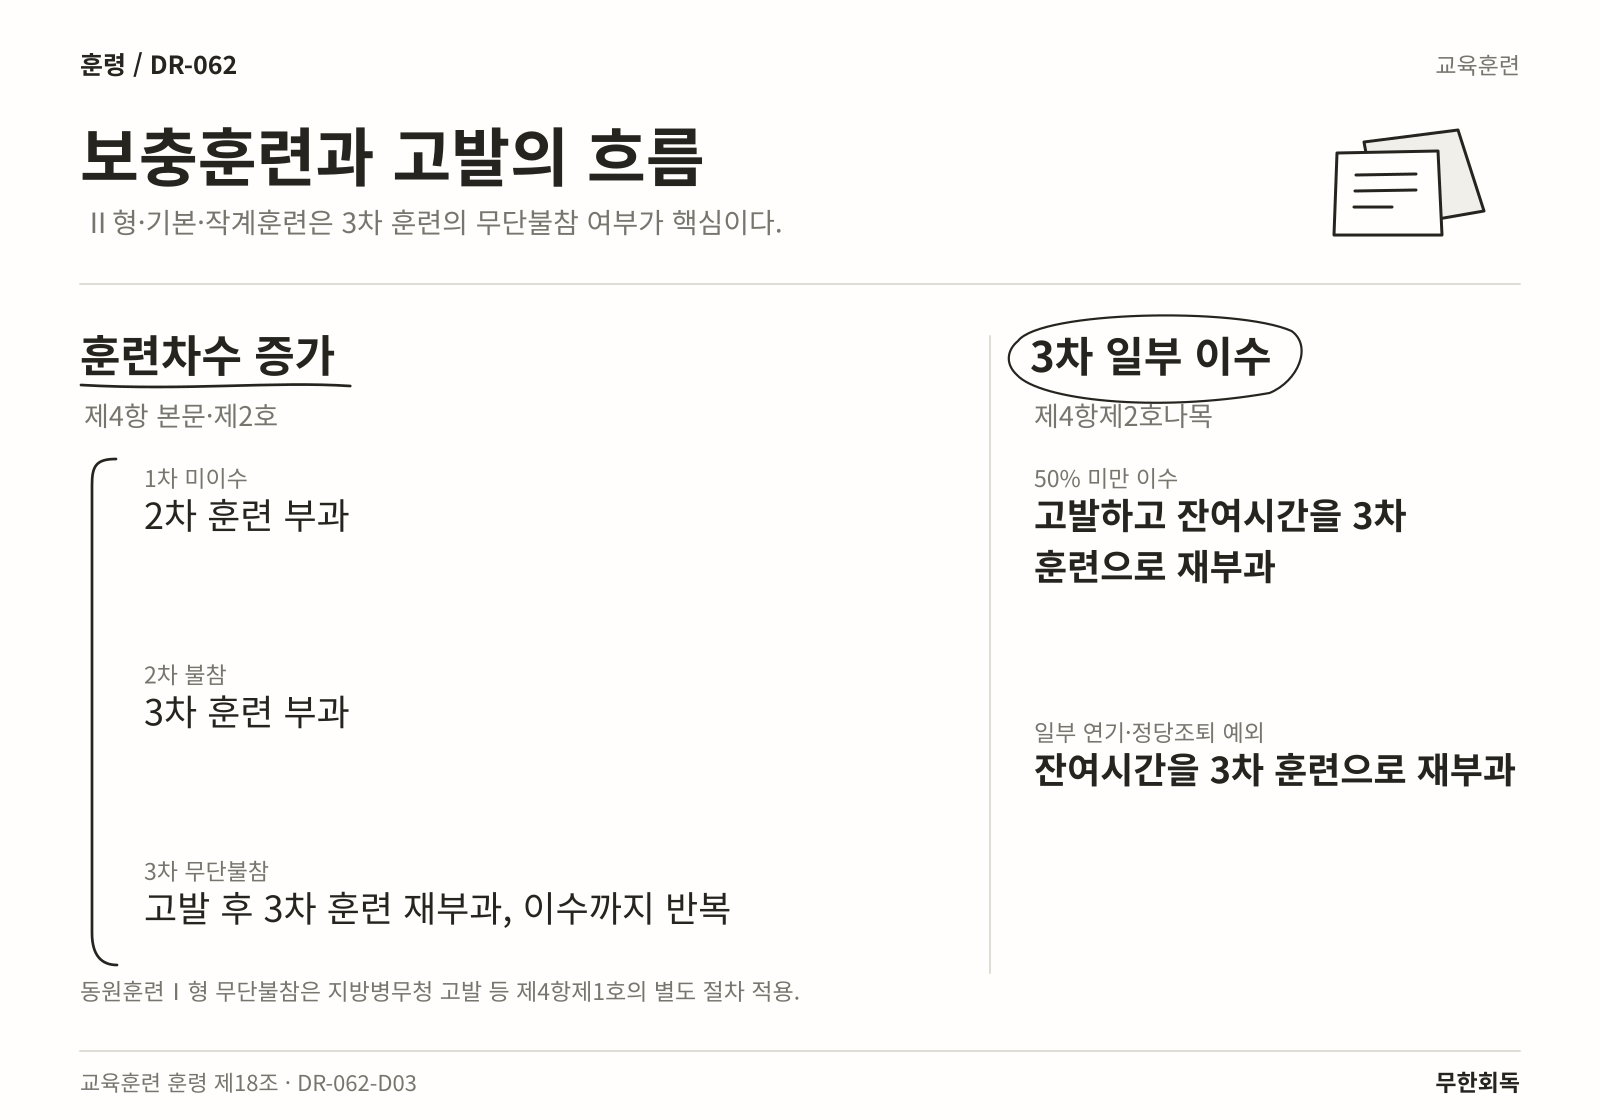 훈령 / DR-062
교육훈련
보충훈련과 고발의 흐름
Ⅱ형·기본·작계훈련은 3차 훈련의 무단불참 여부가 핵심이다.
훈련차수 증가
제4항 본문·제2호
1차 미이수
2차 훈련 부과
2차 불참
3차 훈련 부과
3차 무단불참
고발 후 3차 훈련 재부과, 이수까지 반복
동원훈련Ⅰ형 무단불참은 지방병무청 고발 등 제4항제1호의 별도 절차 적용.
3차 일부 이수
제4항제2호나목
50% 미만 이수
고발하고 잔여시간을 3차
훈련으로 재부과
일부 연기·정당조퇴 예외
잔여시간을 3차 훈련으로 재부과
교육훈련 훈령 제18조 · DR-062-D03
무한회독